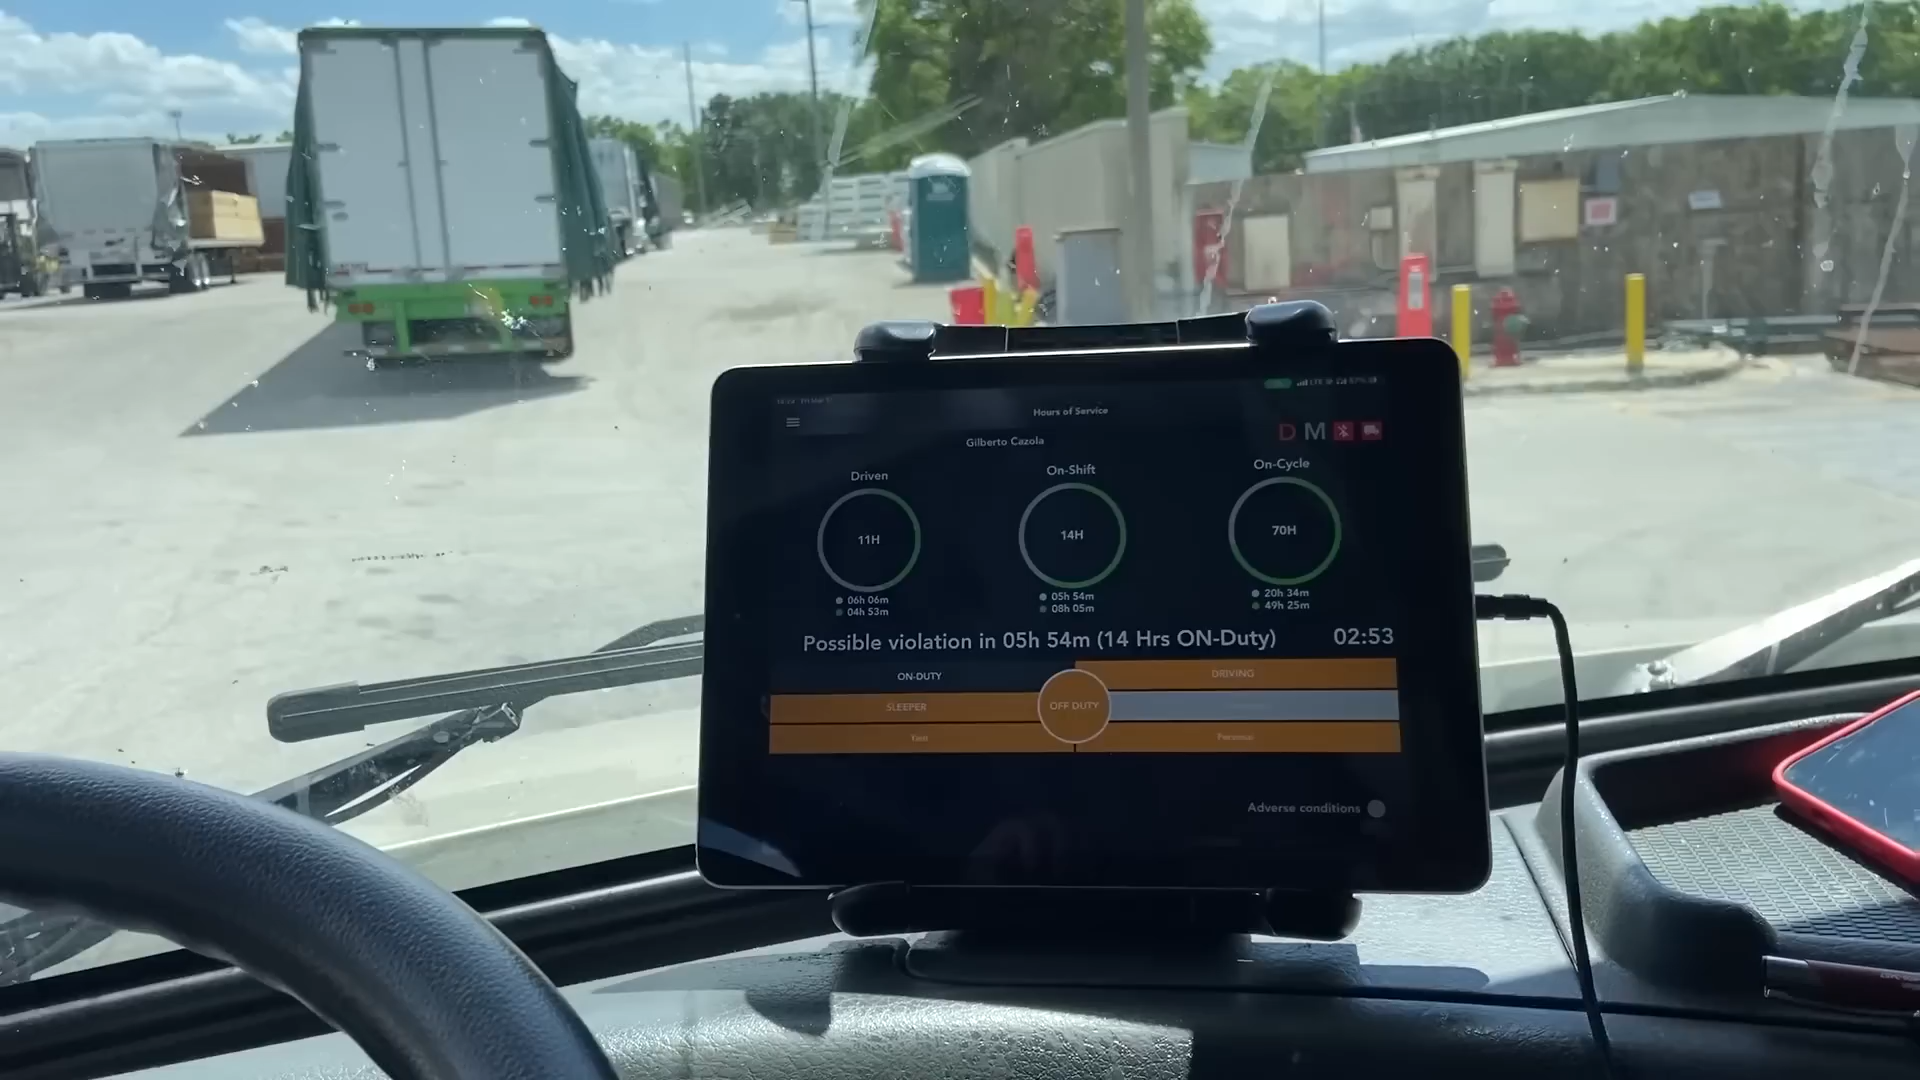 Hours of Service
Gilberto Cazola
D M
Driven
On-Shift
On-Cycle
11H
14H
70H
06h 06m
04h 53m
05h 54m
08h 05m
20h 34m
49h 25m
Possible violation in 05h 54m (14 Hrs ON-Duty)
02:53
ON-DUTY
DRIVING
SLEEPER
OFF DUTY
Yard
Personal
Adverse conditions